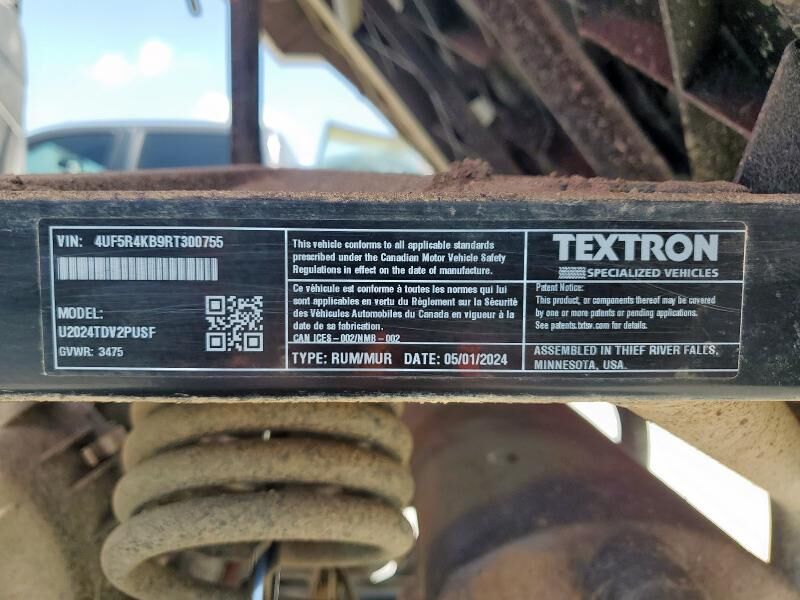 VIN: 4UF5R4KB9RT300755
MODEL:
U2024TDV2PUSF
GVWR: 3475
This vehicle conforms to all applicable standards
prescribed under the Canadian Motor Vehicle Safety
Regulations in effect on the date of manufacture.
Ce véhicule est conforme à toutes les normes qui lui
sont applicables en vertu du Règlement sur la Sécurité
des Véhicules Automobiles du Canada en vigueur à la
date de sa fabrication.
CAN ICES - 002/NMB - 002
TYPE: RUM/MUR DATE: 05/01/2024
TEXTRON
SPECIALIZED VEHICLES
Patent Notice:
This product, or components thereof may be covered
by one or more patents or pending applications.
See patents.txtsv.com for details.
ASSEMBLED IN THIEF RIVER FALLS,
MINNESOTA, USA.